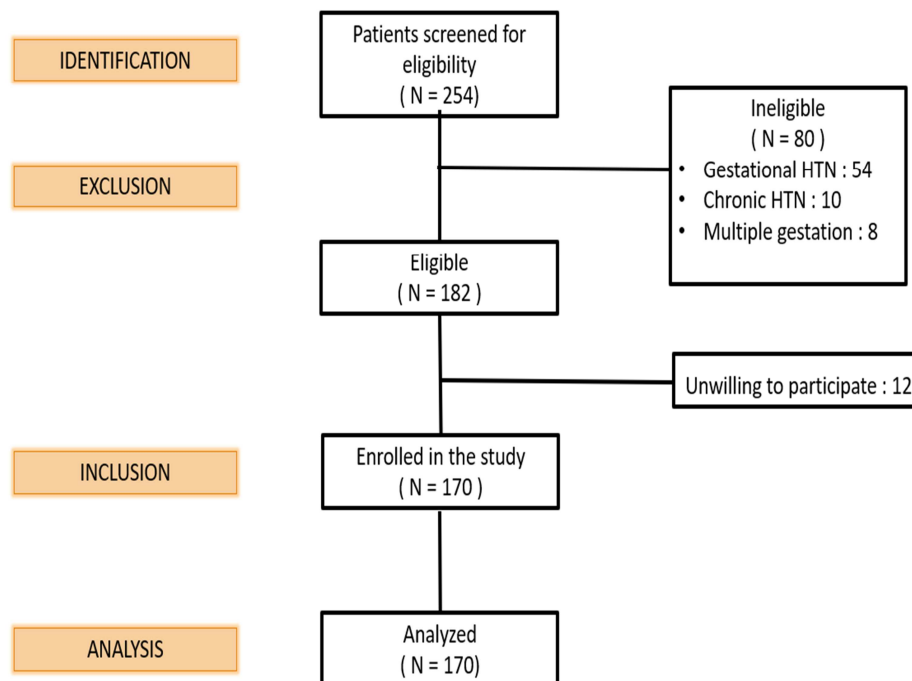 IDENTIFICATION
Patients screened for
eligibility
( N = 254)
Ineligible
( N = 80 )
• Gestational HTN : 54
• Chronic HTN : 10
• Multiple gestation : 8
EXCLUSION
Eligible
( N = 182 )
Unwilling to participate : 12
INCLUSION
Enrolled in the study
( N = 170 )
ANALYSIS
Analyzed
( N = 170)